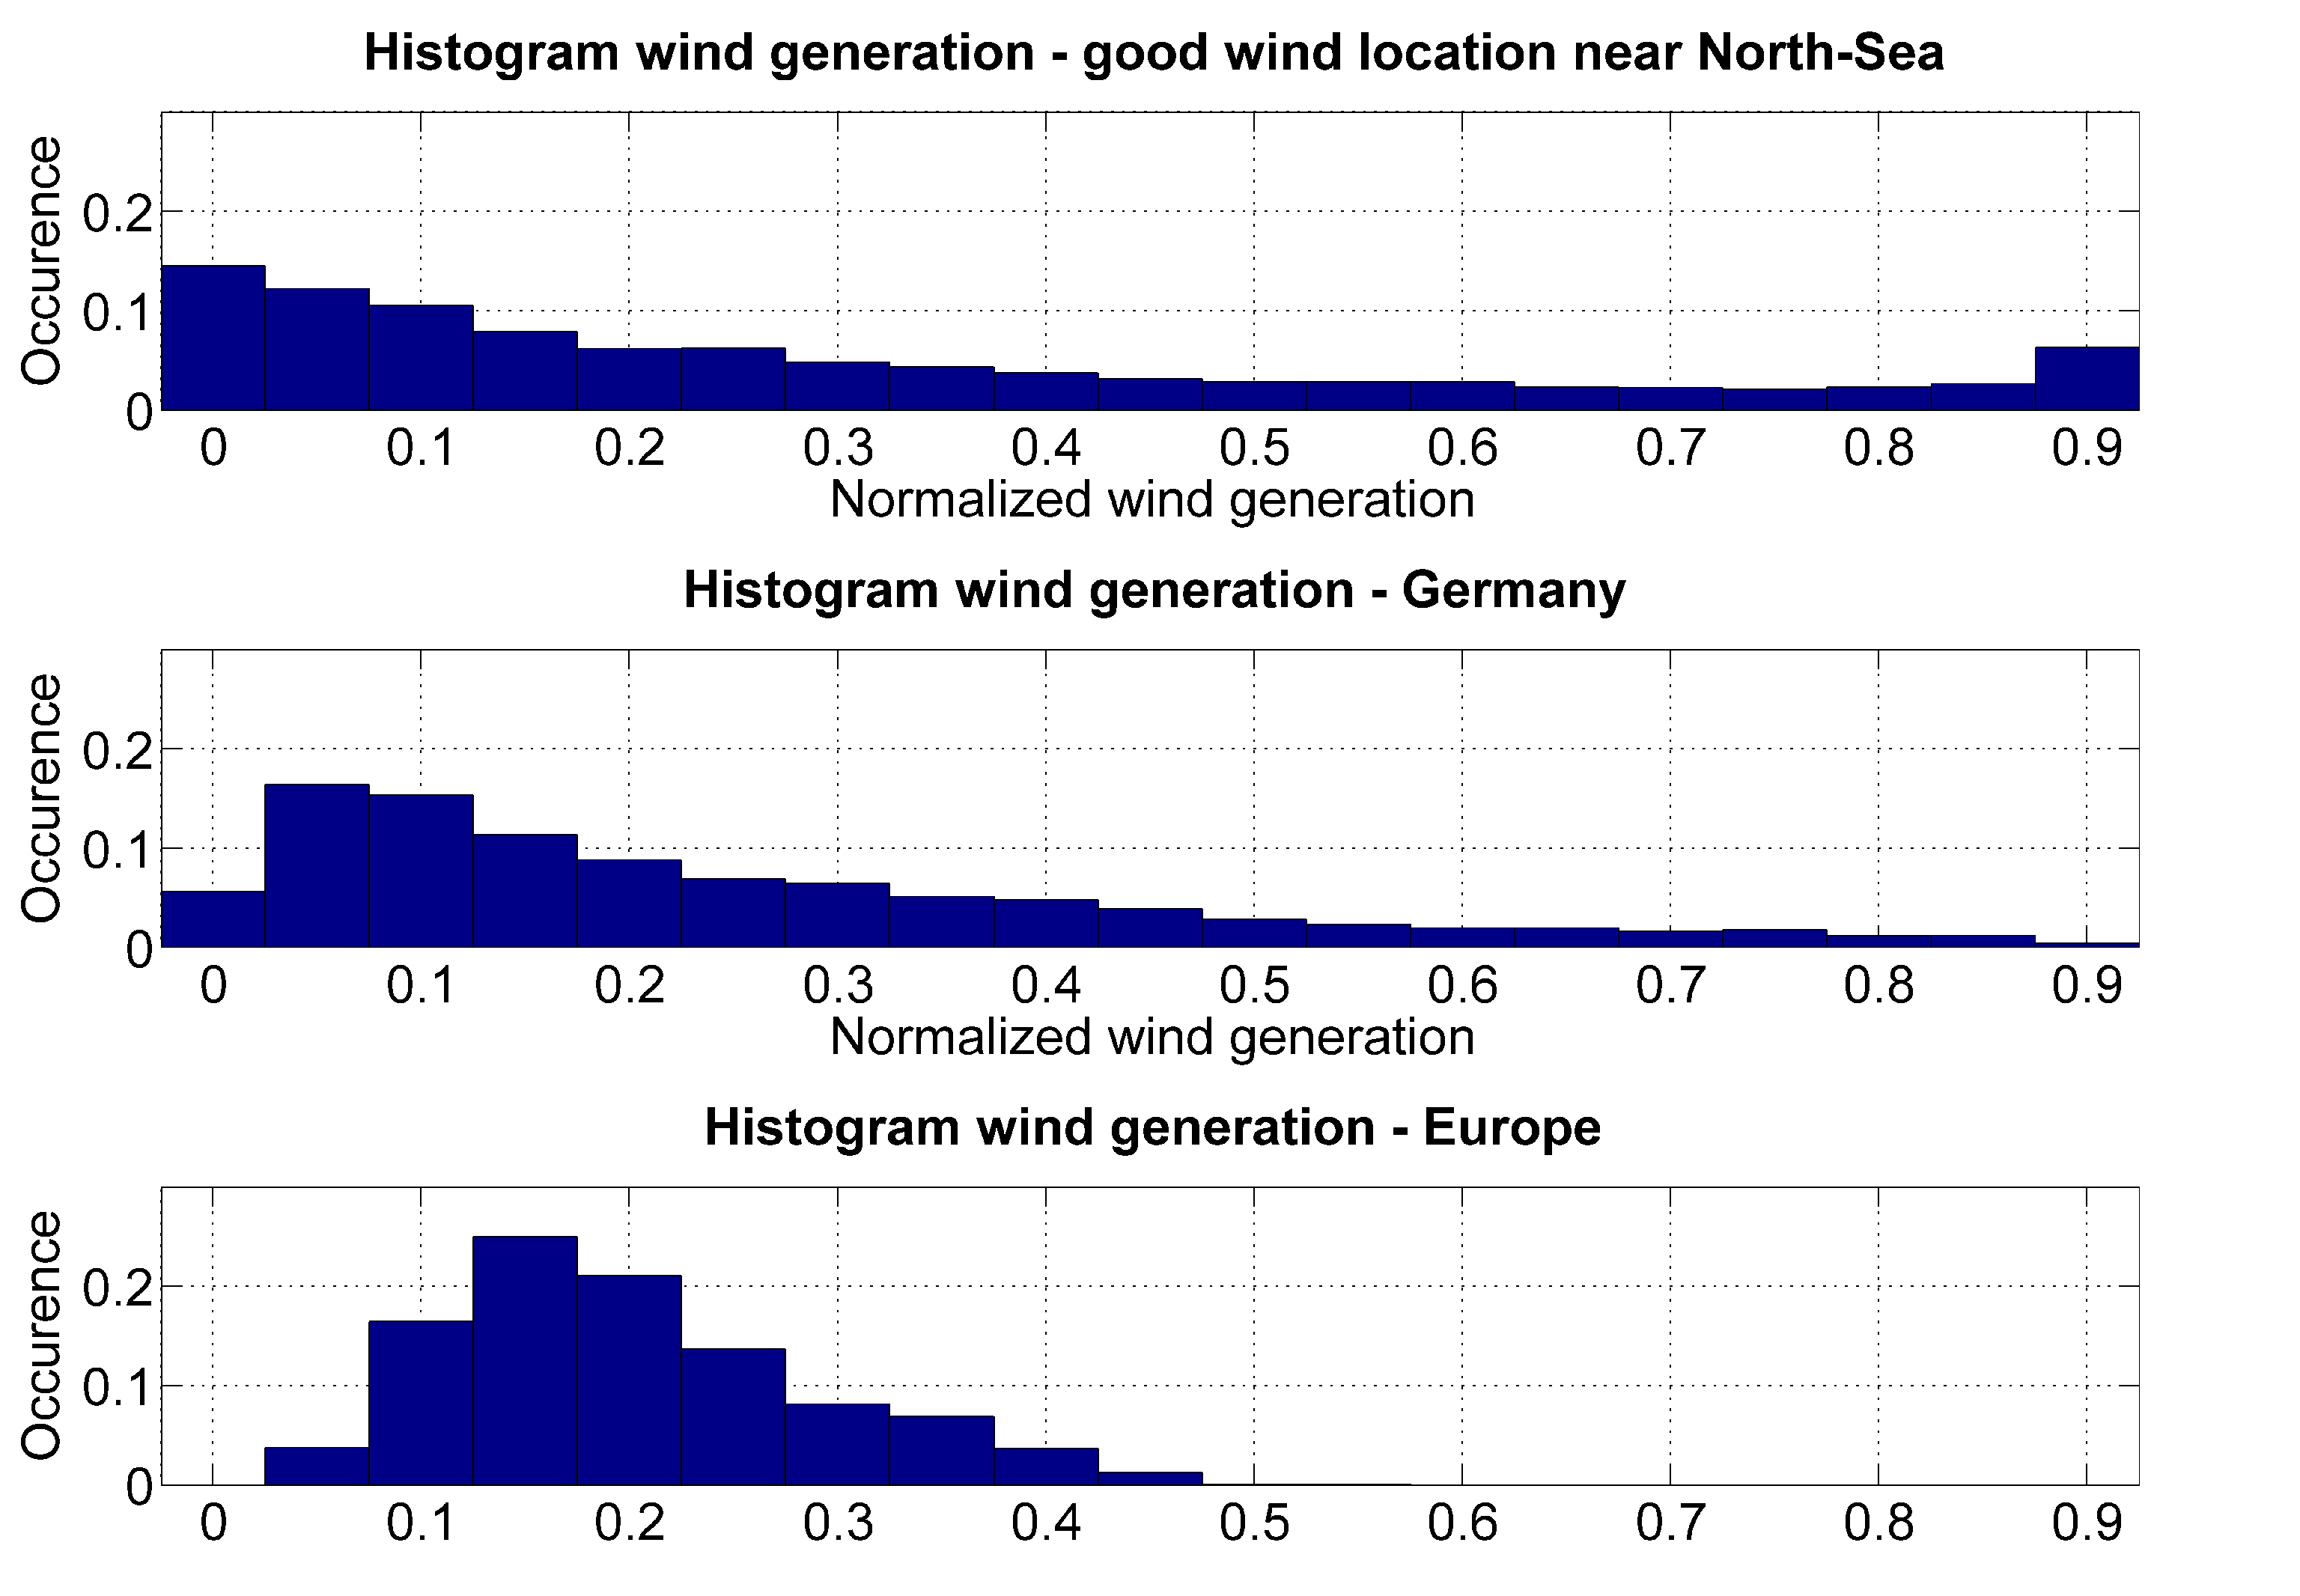 Histogram wind generation - good wind location near North-Sea
Occurence
0.2
0.1
0
0 0.1 0.2 0.3 0.4 0.5 0.6 0.7 0.8 0.9
Normalized wind generation
Histogram wind generation - Germany
Occurence
0.2
0.1
0
0 0.1 0.2 0.3 0.4 0.5 0.6 0.7 0.8 0.9
Normalized wind generation
Histogram wind generation - Europe
Occurence
0.2
0.1
0
0 0.1 0.2 0.3 0.4 0.5 0.6 0.7 0.8 0.9